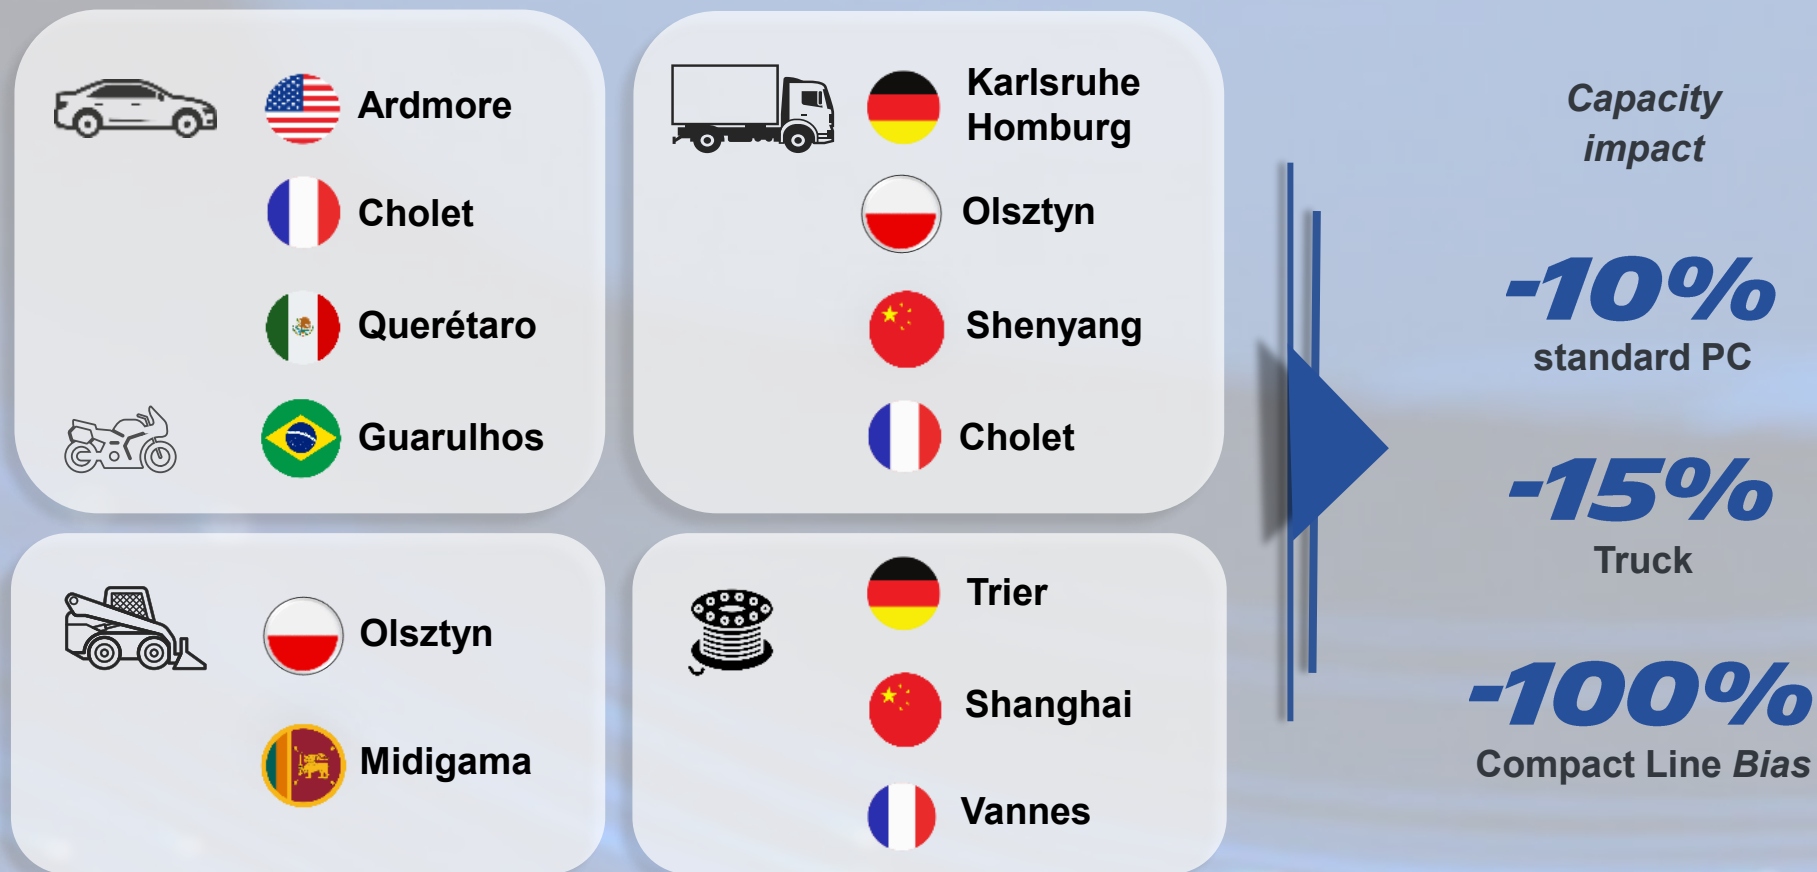 Ardmore
Cholet
Querétaro
Guarulhos
Karlsruhe
Homburg
Olsztyn
Shenyang
Cholet
Olsztyn
Midigama
Trier
Shanghai
Vannes
Capacity
impact
-10%
standard PC
-15%
Truck
-100%
Compact Line Bias